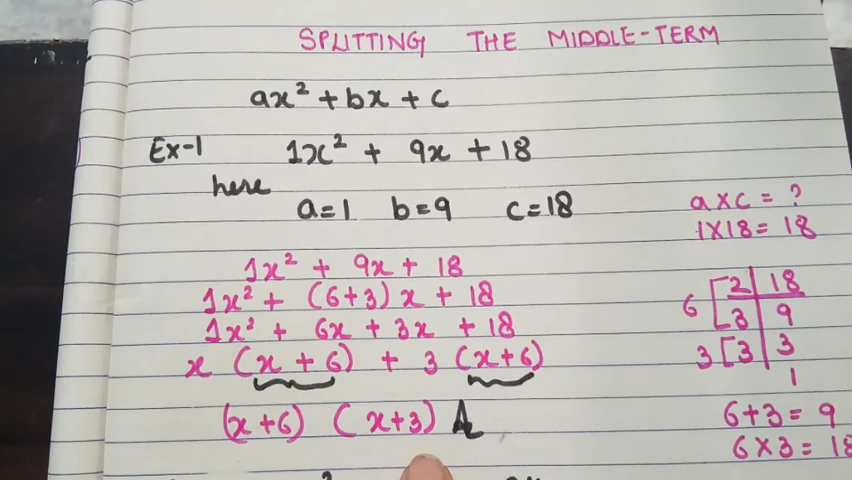 SPLITTING THE MIDDLE-TERM
ax² + bx + c
Ex-1 1x² + 9x + 18
here
a=1 b=9 c=18
1x² + 9x + 18
1x² + (6+3)x + 18
1x² + 6x + 3x + 18
x (x + 6) + 3 (x+6)
(x+6) (x+3)
a×c = ?
1×18 = 18
2 | 18
6 [ 3 | 9
3 [ 3 | 3
1
6+3 = 9
6×3 = 18